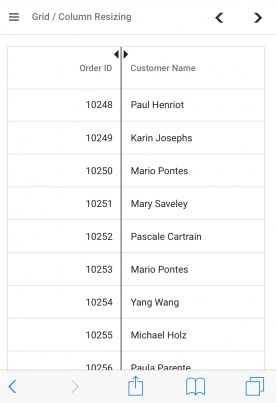 Grid / Column Resizing
Order ID Customer Name
10248 Paul Henriot
10249 Karin Josephs
10250 Mario Pontes
10251 Mary Saveley
10252 Pascale Cartrain
10253 Mario Pontes
10254 Yang Wang
10255 Michael Holz
10256 Paula Parente